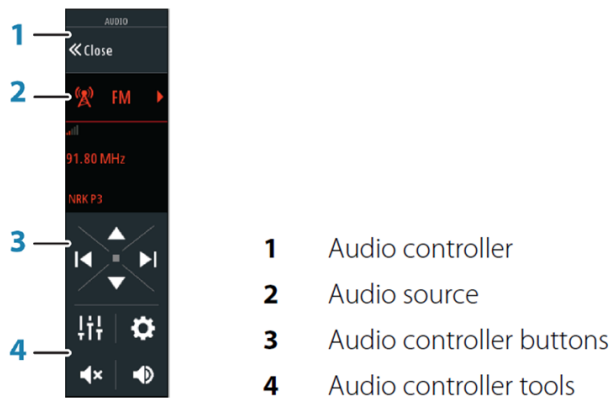 AUDIO
1
Close
2
FM
91.80 MHz
NRK P3
3
4
1 Audio controller
2 Audio source
3 Audio controller buttons
4 Audio controller tools